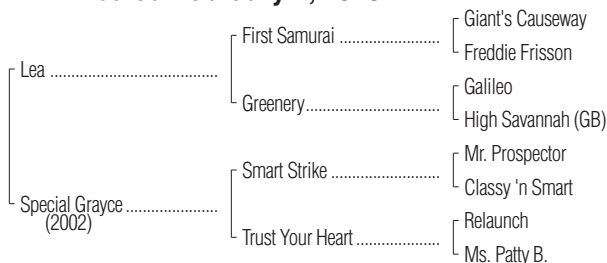 Giant's Causeway
First Samurai ........................
Freddie Frisson
Lea .........................................
Galileo
Greenery................................
High Savannah (GB)
Mr. Prospector
Smart Strike ..........................
Classy 'n Smart
Special Grayce ......................
(2002)
Relaunch
Trust Your Heart ....................
Ms. Patty B.